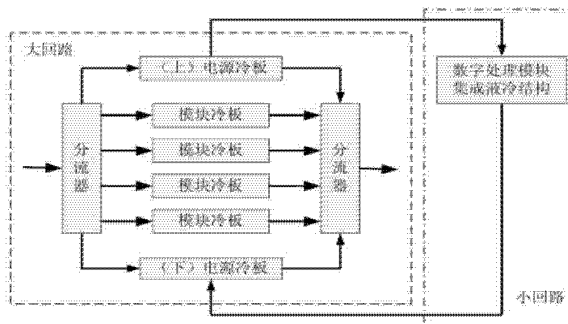 大回路
（上）电源冷板
数字处理模块
集成液冷结构
模块冷板
模块冷板
模块冷板
模块冷板
分流器
分流器
（下）电源冷板
小回路